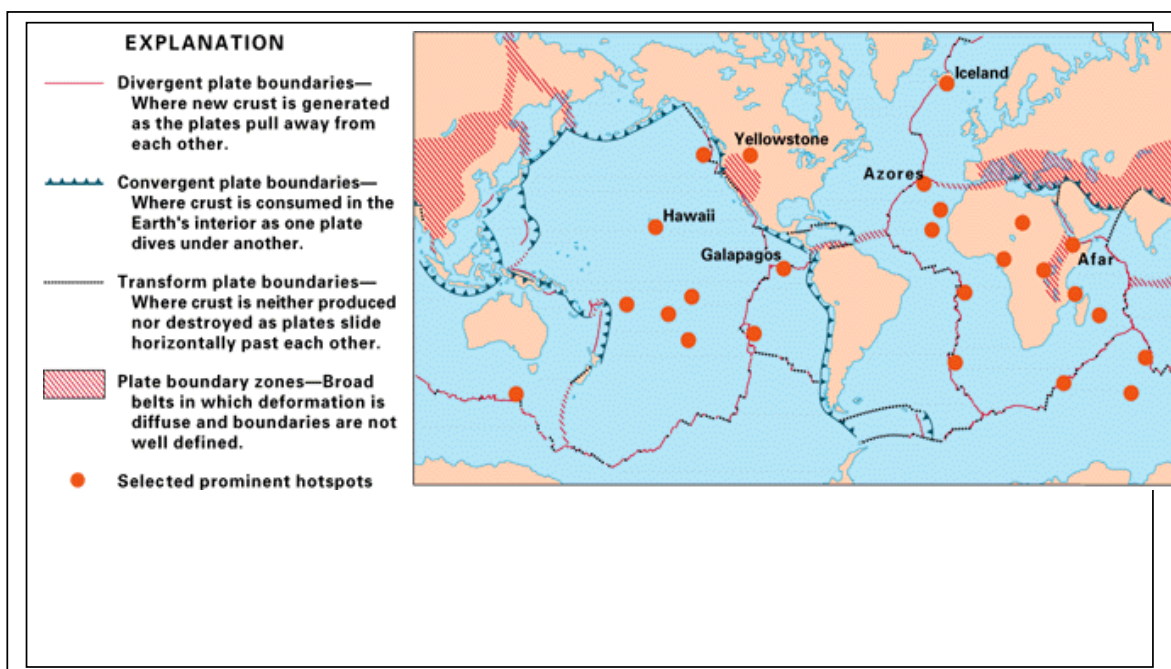 EXPLANATION
Divergent plate boundaries—
Where new crust is generated
as the plates pull away from
each other.
Convergent plate boundaries—
Where crust is consumed in the
Earth's interior as one plate
dives under another.
Transform plate boundaries—
Where crust is neither produced
nor destroyed as plates slide
horizontally past each other.
Plate boundary zones—Broad
belts in which deformation is
diffuse and boundaries are not
well defined.
Selected prominent hotspots
Iceland
Yellowstone
Azores
Hawaii
Galapagos
Afar